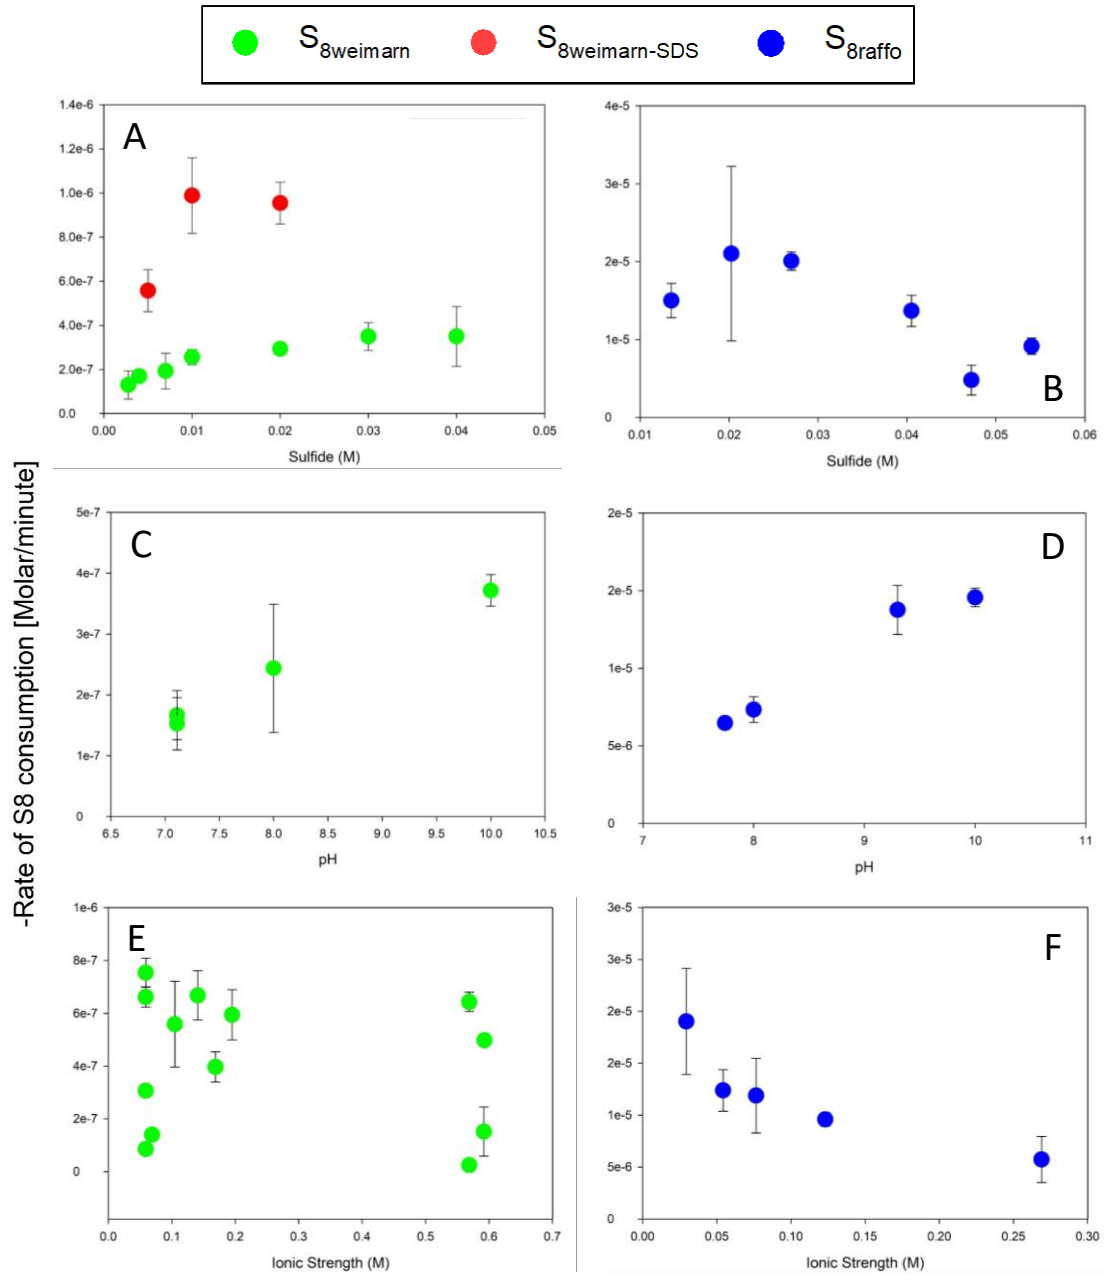 S8weimarn S8weimarn-SDS S8raffo
-Rate of S8 consumption [Molar/minute]
A
1.4e-6
1.2e-6
1.0e-6
8.0e-7
6.0e-7
4.0e-7
2.0e-7
0.0
0.00 0.01 0.02 0.03 0.04 0.05
Sulfide (M)
B
4e-5
3e-5
2e-5
1e-5
0
0.01 0.02 0.03 0.04 0.05 0.06
Sulfide (M)
C
5e-7
4e-7
3e-7
2e-7
1e-7
0
6.5 7.0 7.5 8.0 8.5 9.0 9.5 10.0 10.5
pH
D
2e-5
2e-5
1e-5
5e-6
0
7 8 9 10 11
pH
E
1e-6
8e-7
6e-7
4e-7
2e-7
0
0.0 0.1 0.2 0.3 0.4 0.5 0.6 0.7
Ionic Strength (M)
F
3e-5
3e-5
2e-5
2e-5
1e-5
5e-6
0
0.00 0.05 0.10 0.15 0.20 0.25 0.30
Ionic Strength (M)